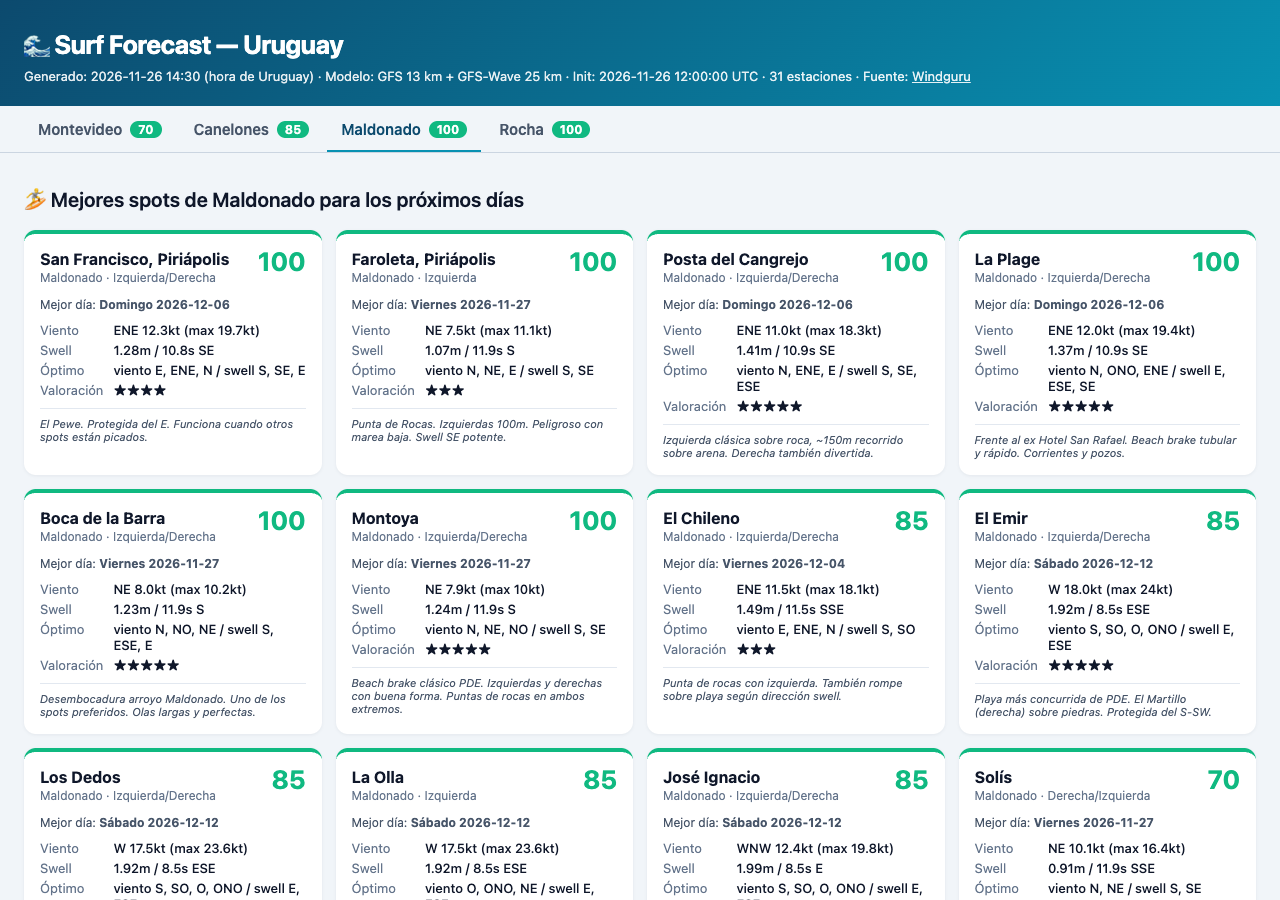 Surf Forecast — Uruguay
Generado: 2026-11-26 14:30 (hora de Uruguay) · Modelo: GFS 13 km + GFS-Wave 25 km · Init: 2026-11-26 12:00:00 UTC · 31 estaciones · Fuente: Windguru
Montevideo 70 Canelones 85 Maldonado 100 Rocha 100
Mejores spots de Maldonado para los próximos días
San Francisco, Piriápolis 100
Maldonado · Izquierda/Derecha
Mejor día: Domingo 2026-12-06
Viento ENE 12.3kt (max 19.7kt)
Swell 1.28m / 10.8s SE
Óptimo viento E, ENE, N / swell S, SE, E
Valoración ★★★★
El Pewe. Protegida del E. Funciona cuando otros
spots están picados.
Faroleta, Piriápolis 100
Maldonado · Izquierda
Mejor día: Viernes 2026-11-27
Viento NE 7.5kt (max 11.1kt)
Swell 1.07m / 11.9s S
Óptimo viento N, NE, E / swell S, SE
Valoración ★★★
Punta de Rocas. Izquierdas 100m. Peligroso con
marea baja. Swell SE potente.
Posta del Cangrejo 100
Maldonado · Izquierda/Derecha
Mejor día: Domingo 2026-12-06
Viento ENE 11.0kt (max 18.3kt)
Swell 1.41m / 10.9s SE
Óptimo viento N, ENE, E / swell S, SE,
ESE
Valoración ★★★★★
Izquierda clásica sobre roca, ~150m recorrido
sobre arena. Derecha también divertida.
La Plage 100
Maldonado · Izquierda/Derecha
Mejor día: Domingo 2026-12-06
Viento ENE 12.0kt (max 19.4kt)
Swell 1.37m / 10.9s SE
Óptimo viento N, ONO, ENE / swell E,
ESE, SE
Valoración ★★★★★
Frente al ex Hotel San Rafael. Beach brake tubular
y rápido. Corrientes y pozos.
Boca de la Barra 100
Maldonado · Izquierda/Derecha
Mejor día: Viernes 2026-11-27
Viento NE 8.0kt (max 10.2kt)
Swell 1.23m / 11.9s S
Óptimo viento N, NO, NE / swell S,
ESE, E
Valoración ★★★★★
Desembocadura arroyo Maldonado. Uno de los
spots preferidos. Olas largas y perfectas.
Montoya 100
Maldonado · Izquierda/Derecha
Mejor día: Viernes 2026-11-27
Viento NE 7.9kt (max 10kt)
Swell 1.24m / 11.9s S
Óptimo viento N, NE, NO / swell S, SE
Valoración ★★★★★
Beach brake clásico PDE. Izquierdas y derechas
con buena forma. Puntas de rocas en ambos
extremos.
El Chileno 85
Maldonado · Izquierda/Derecha
Mejor día: Viernes 2026-12-04
Viento ENE 11.5kt (max 18.1kt)
Swell 1.49m / 11.5s SSE
Óptimo viento E, ENE, N / swell S, SO
Valoración ★★★
Punta de rocas con izquierda. También rompe
sobre playa según dirección swell.
El Emir 85
Maldonado · Izquierda/Derecha
Mejor día: Sábado 2026-12-12
Viento W 18.0kt (max 24kt)
Swell 1.92m / 8.5s ESE
Óptimo viento S, SO, O, ONO / swell E,
ESE
Valoración ★★★★★
Playa más concurrida de PDE. El Martillo
(derecha) sobre piedras. Protegida del S-SW.
Los Dedos 85
Maldonado · Izquierda/Derecha
Mejor día: Sábado 2026-12-12
Viento W 17.5kt (max 23.6kt)
Swell 1.92m / 8.5s ESE
Óptimo viento S, SO, O, ONO / swell E,
La Olla 85
Maldonado · Izquierda
Mejor día: Sábado 2026-12-12
Viento W 17.5kt (max 23.6kt)
Swell 1.92m / 8.5s ESE
Óptimo viento O, ONO, NE / swell E,
José Ignacio 85
Maldonado · Izquierda/Derecha
Mejor día: Sábado 2026-12-12
Viento WNW 12.4kt (max 19.8kt)
Swell 1.99m / 8.5s E
Óptimo viento S, SO, O, ONO / swell E,
Solís 70
Maldonado · Derecha/Izquierda
Mejor día: Viernes 2026-11-27
Viento NE 10.1kt (max 16.4kt)
Swell 0.91m / 11.9s SSE
Óptimo viento N, NE / swell S, SE